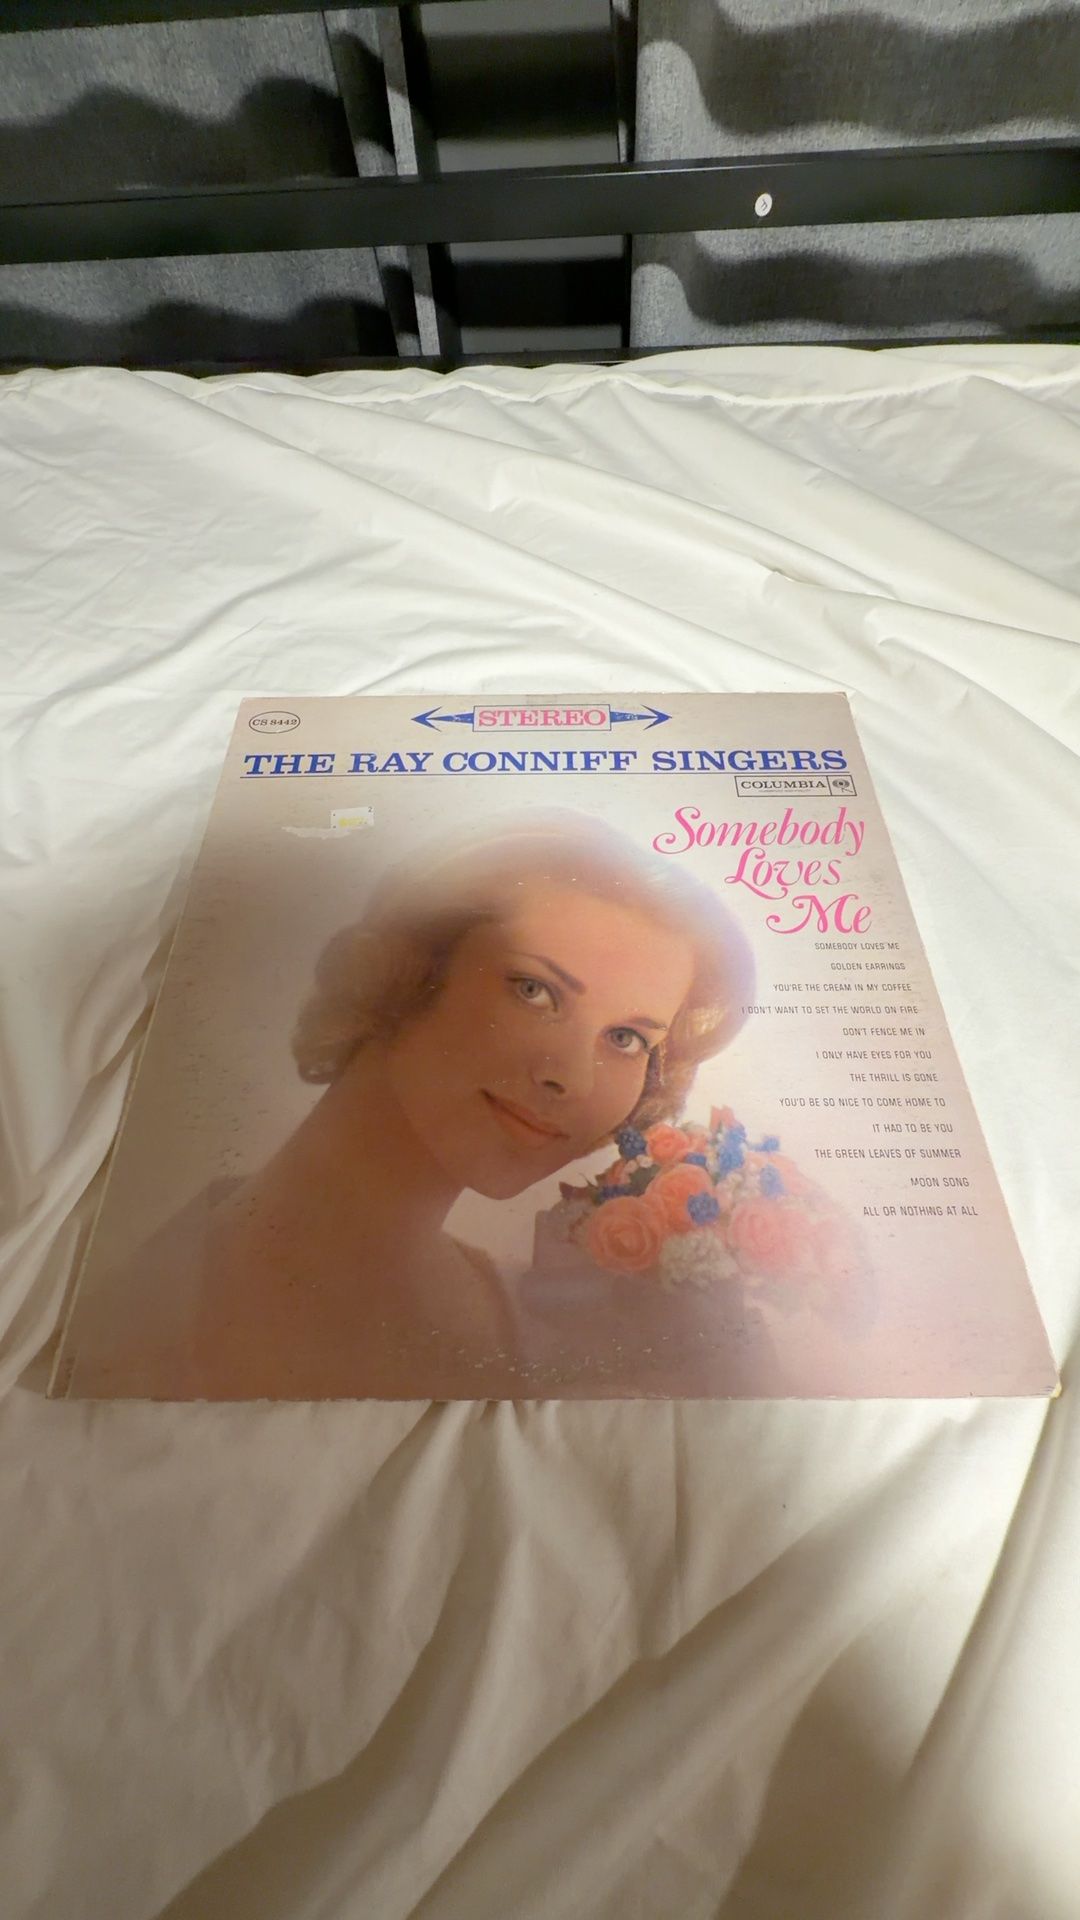 CS 8442
STEREO
THE RAY CONNIFF SINGERS
COLUMBIA
Somebody
Loves
Me
SOMEBODY LOVES ME
GOLDEN EARRINGS
YOU'RE THE CREAM IN MY COFFEE
I DON'T WANT TO SET THE WORLD ON FIRE
DON'T FENCE ME IN
I ONLY HAVE EYES FOR YOU
THE THRILL IS GONE
YOU'D BE SO NICE TO COME HOME TO
IT HAD TO BE YOU
THE GREEN LEAVES OF SUMMER
MOON SONG
ALL OR NOTHING AT ALL